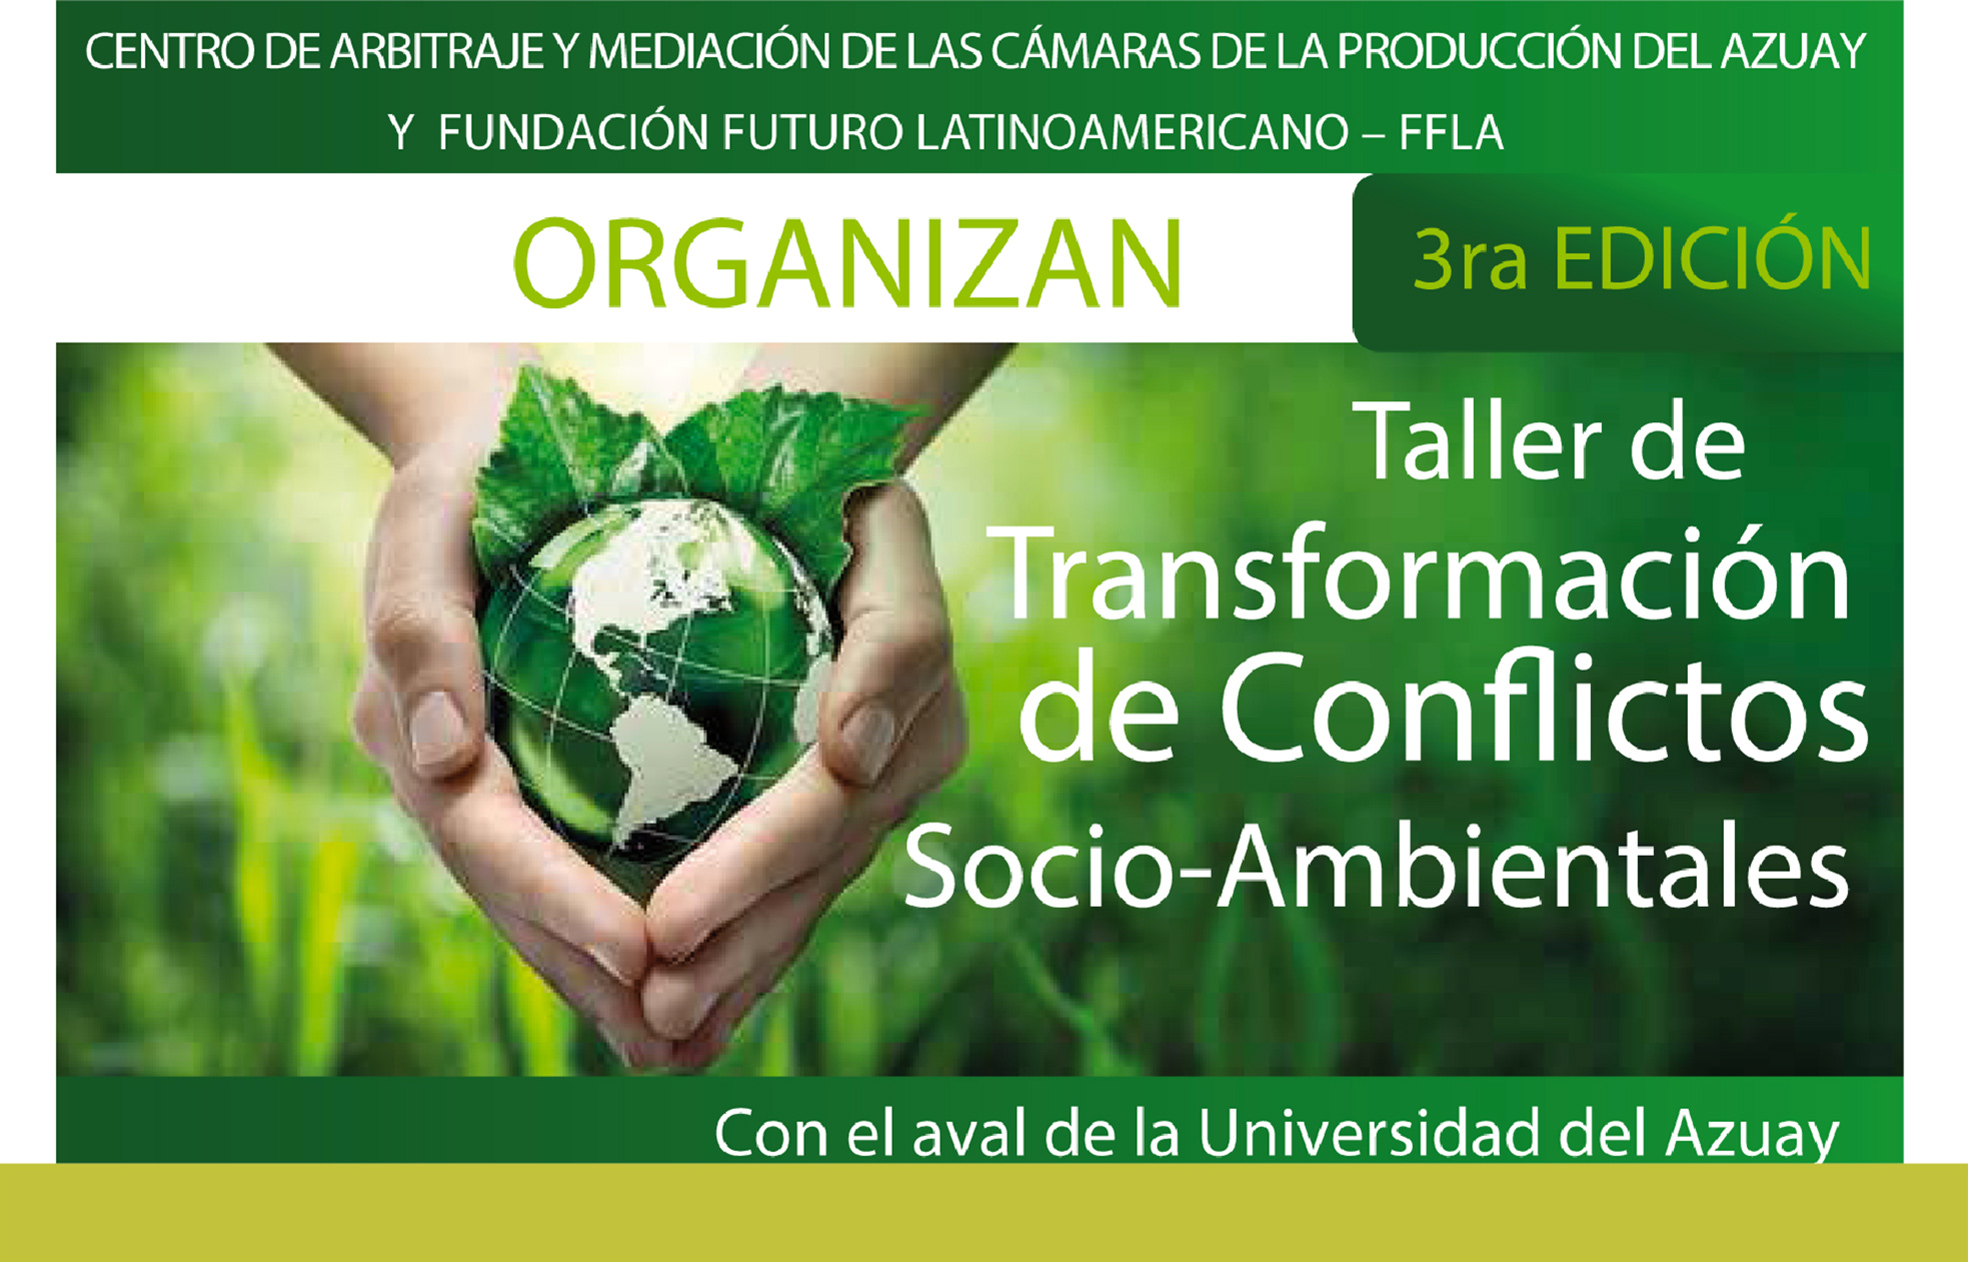 CENTRO DE ARBITRAJE Y MEDIACIÓN DE LAS CÁMARAS DE LA PRODUCCIÓN DEL AZUAY
Y FUNDACIÓN FUTURO LATINOAMERICANO – FFLA
ORGANIZAN
3ra EDICIÓN
Taller de
Transformación
de Conflictos
Socio-Ambientales
Con el aval de la Universidad del Azuay